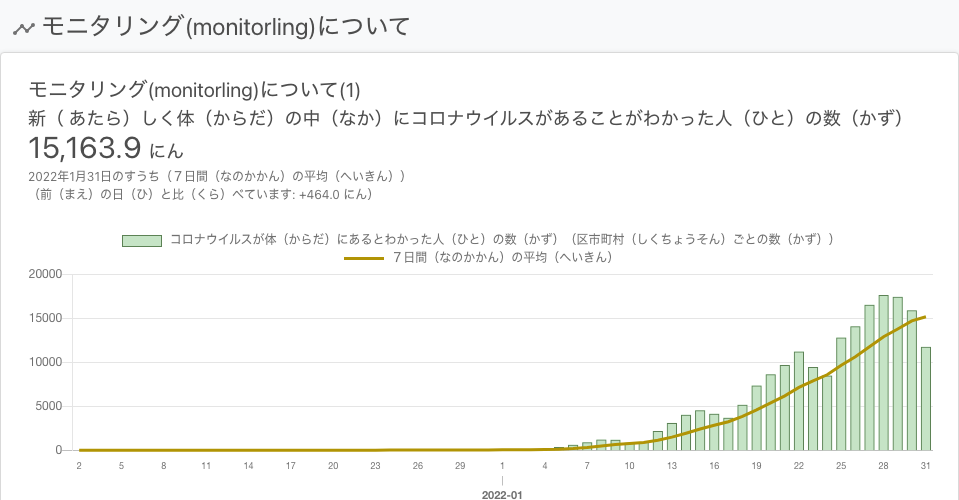 モニタリング(monitorling)について
モニタリング(monitorling)について(1)
新（ あたら）しく体（からだ）の中（なか）にコロナウイルスがあることがわかった人（ひと）の数（かず）
15,163.9 にん
2022年1月31日のすうち（７日間（なのかかん）の平均（へいきん））
（前（まえ）の日（ひ）と比（くら）べています: +464.0 にん）
コロナウイルスが体（からだ）にあるとわかった人（ひと）の数（かず）（区市町村（しくちょうそん）ごとの数（かず））
７日間（なのかかん）の平均（へいきん）
20000
15000
10000
5000
0
2 5 8 11 14 17 20 23 26 29 1 4 7 10 13 16 19 22 25 28 31
2022-01